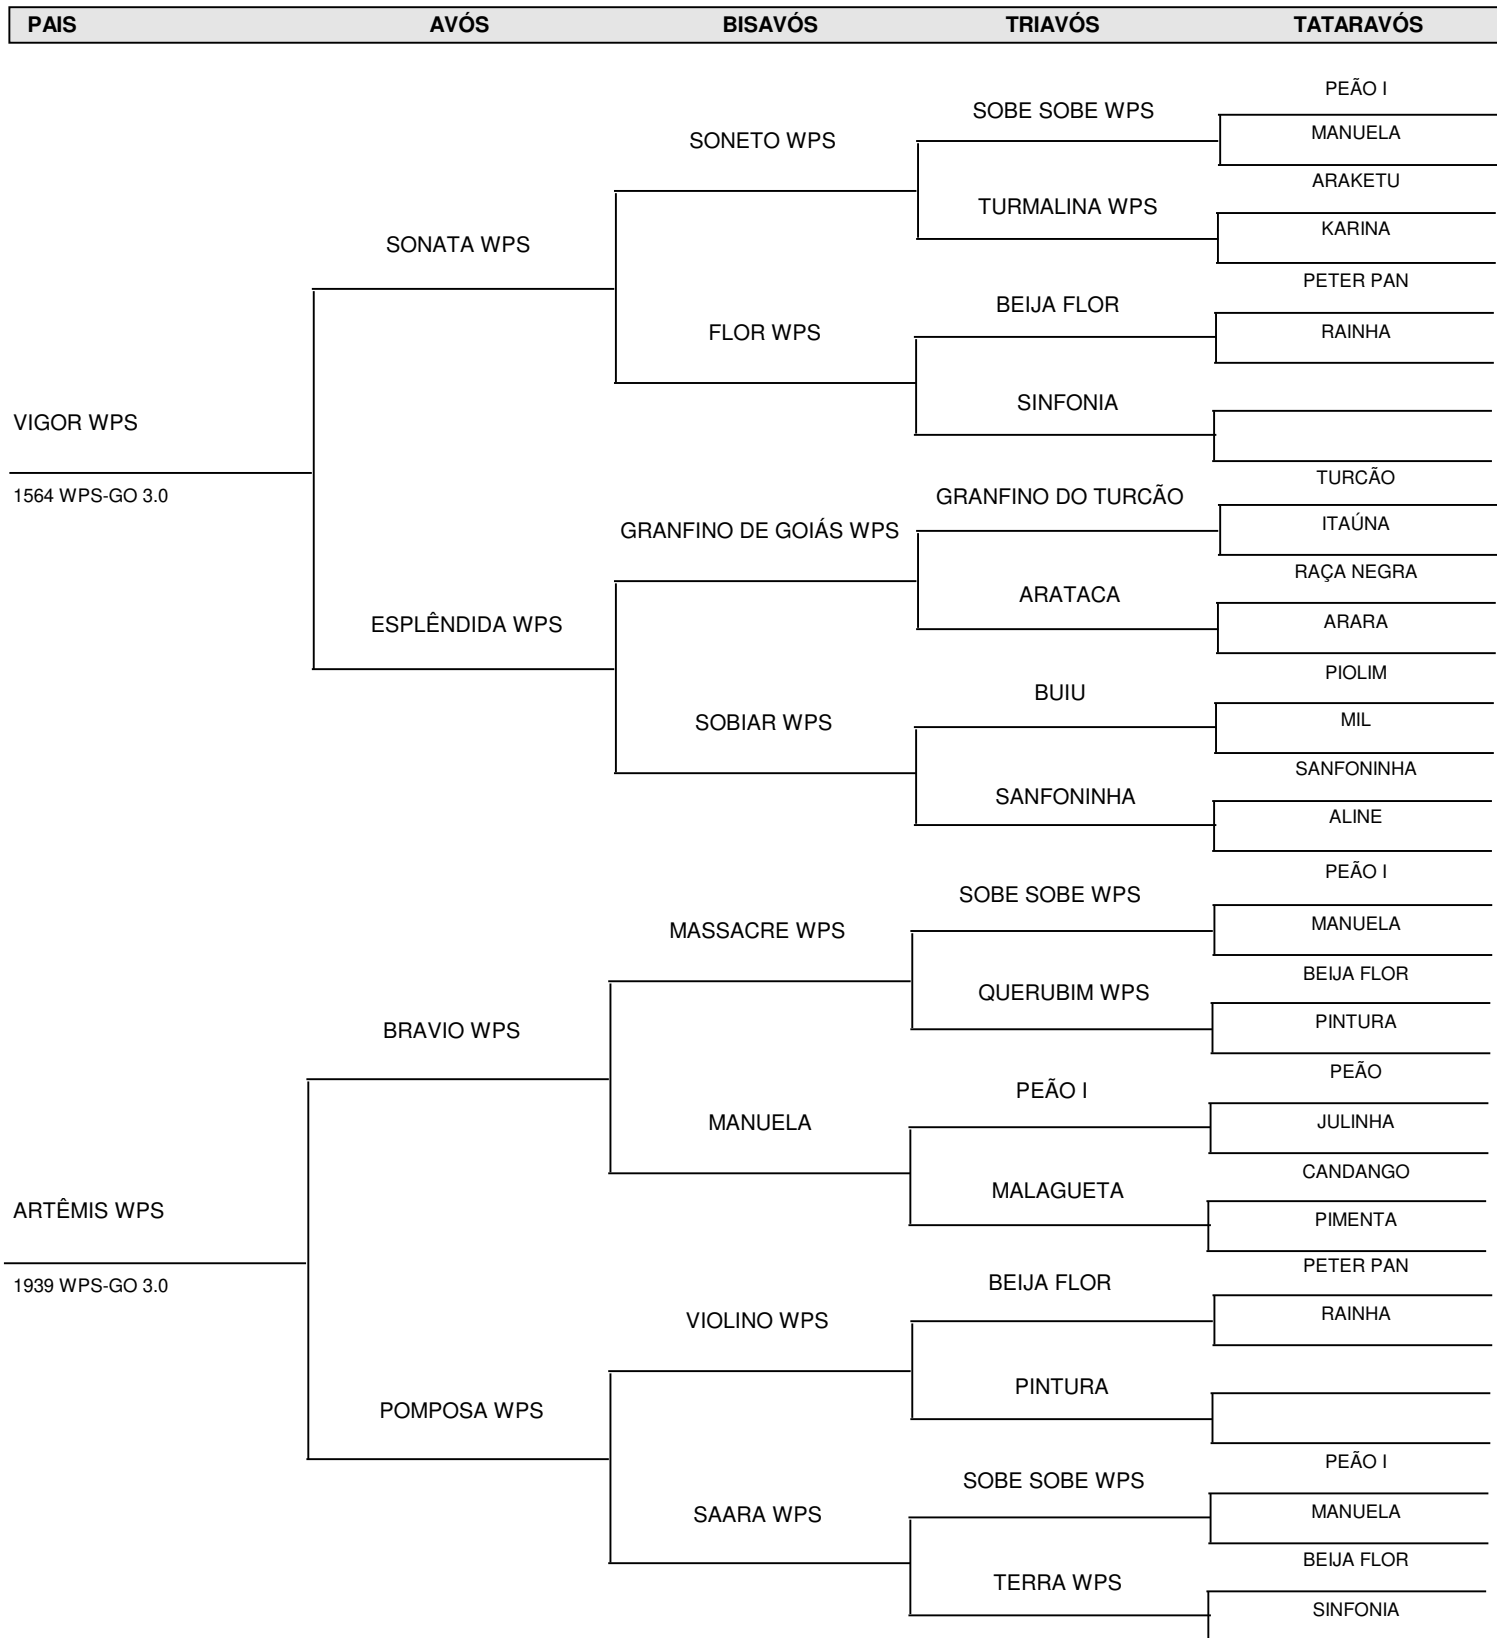 PAIS AVÓS BISAVÓS TRIAVÓS TATARAVÓS
PEÃO I
SOBE SOBE WPS
MANUELA
SONETO WPS
ARAKETU
TURMALINA WPS
KARINA
SONATA WPS
PETER PAN
BEIJA FLOR
RAINHA
FLOR WPS
SINFONIA
VIGOR WPS
TURCÃO
1564 WPS-GO 3.0
GRANFINO DO TURCÃO
ITAÚNA
GRANFINO DE GOIÁS WPS
RAÇA NEGRA
ARATACA
ARARA
ESPLÊNDIDA WPS
PIOLIM
BUIU
MIL
SOBIAR WPS
SANFONINHA
SANFONINHA
ALINE
PEÃO I
SOBE SOBE WPS
MANUELA
MASSACRE WPS
BEIJA FLOR
QUERUBIM WPS
PINTURA
BRAVIO WPS
PEÃO
PEÃO I
JULINHA
MANUELA
CANDANGO
MALAGUETA
ARTÊMIS WPS
PIMENTA
PETER PAN
1939 WPS-GO 3.0
BEIJA FLOR
RAINHA
VIOLINO WPS
PINTURA
POMPOSA WPS
PEÃO I
SOBE SOBE WPS
MANUELA
SAARA WPS
BEIJA FLOR
TERRA WPS
SINFONIA